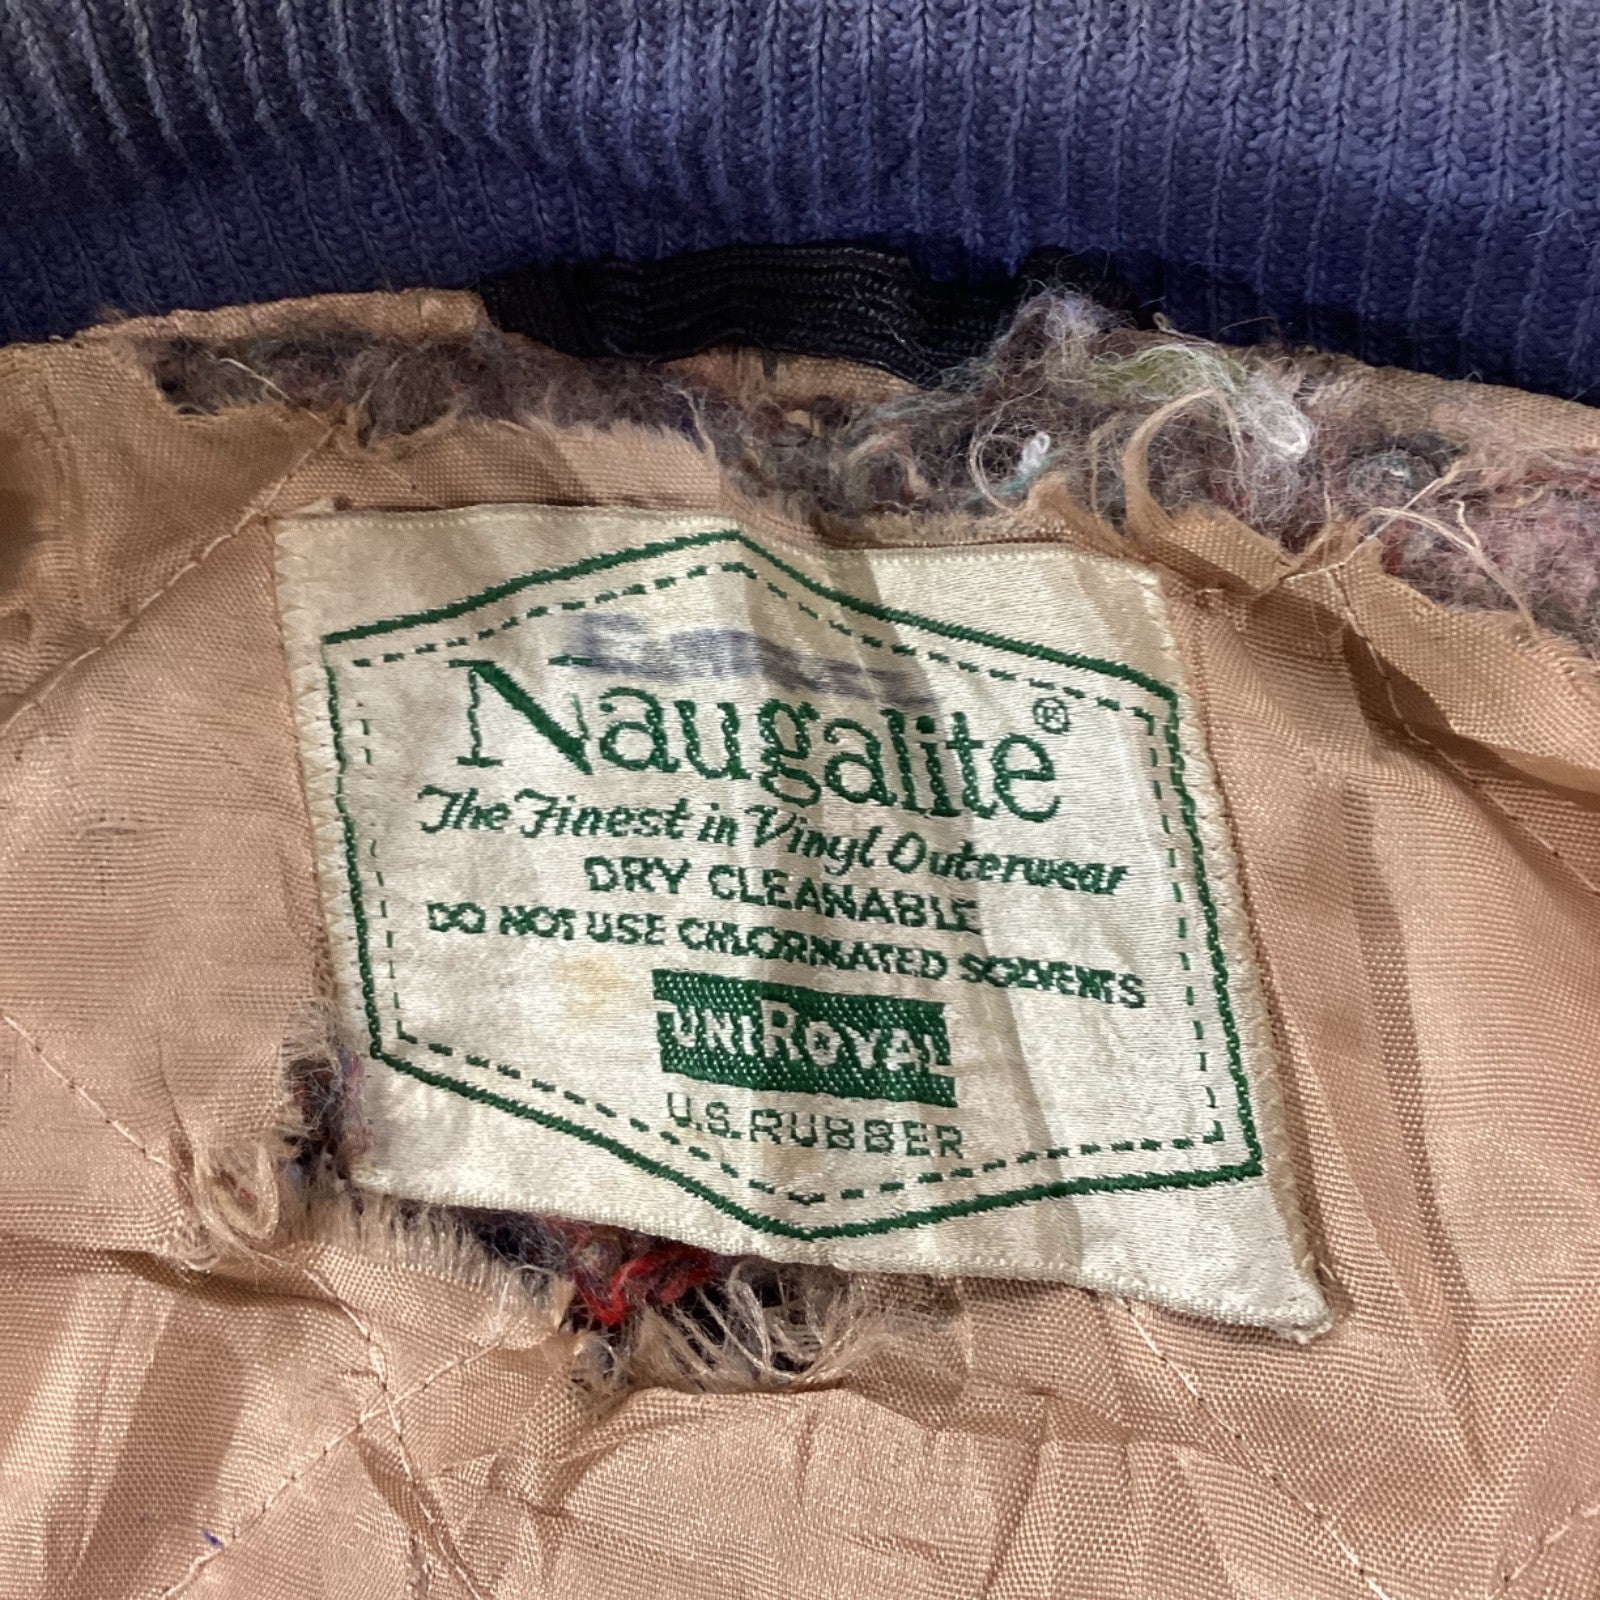 Naugalite®
The Finest in Vinyl Outerwear
DRY CLEANABLE
DO NOT USE CHLORINATED SOLVENTS
UNIROYAL
U.S. RUBBER